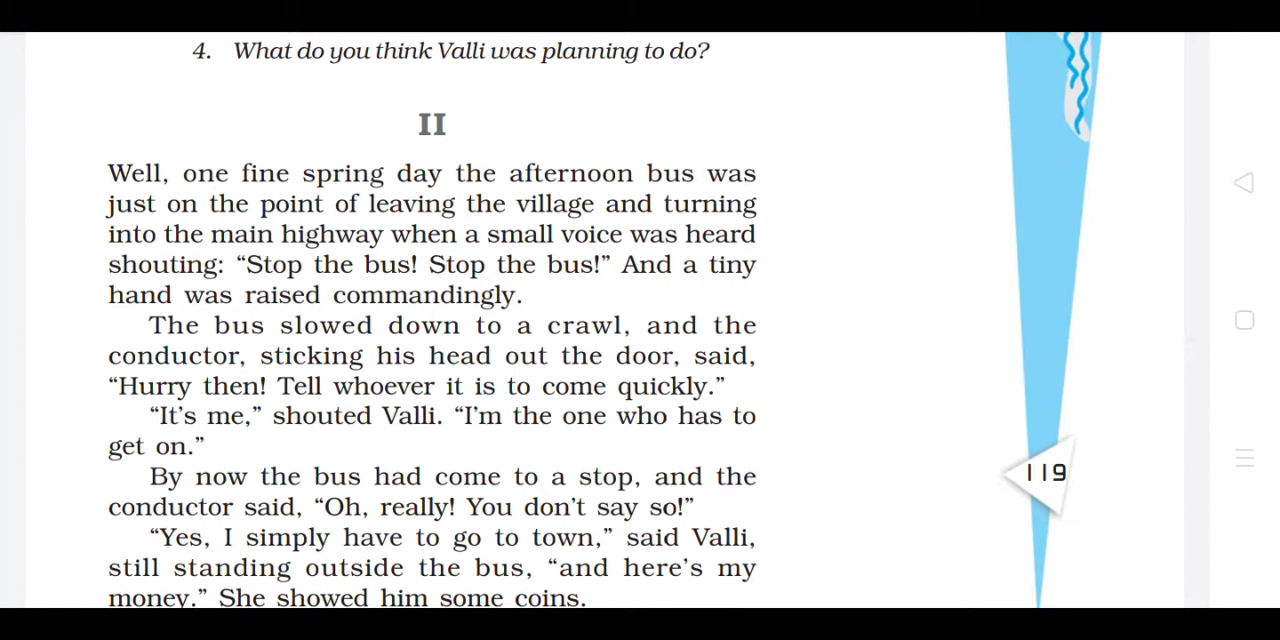 4. What do you think Valli was planning to do?
II
Well, one fine spring day the afternoon bus was
just on the point of leaving the village and turning
into the main highway when a small voice was heard
shouting: “Stop the bus! Stop the bus!” And a tiny
hand was raised commandingly.
The bus slowed down to a crawl, and the
conductor, sticking his head out the door, said,
“Hurry then! Tell whoever it is to come quickly.”
“It's me,” shouted Valli. “I'm the one who has to
get on.”
By now the bus had come to a stop, and the
conductor said, “Oh, really! You don't say so!”
“Yes, I simply have to go to town,” said Valli,
still standing outside the bus, “and here's my
money.” She showed him some coins.
119